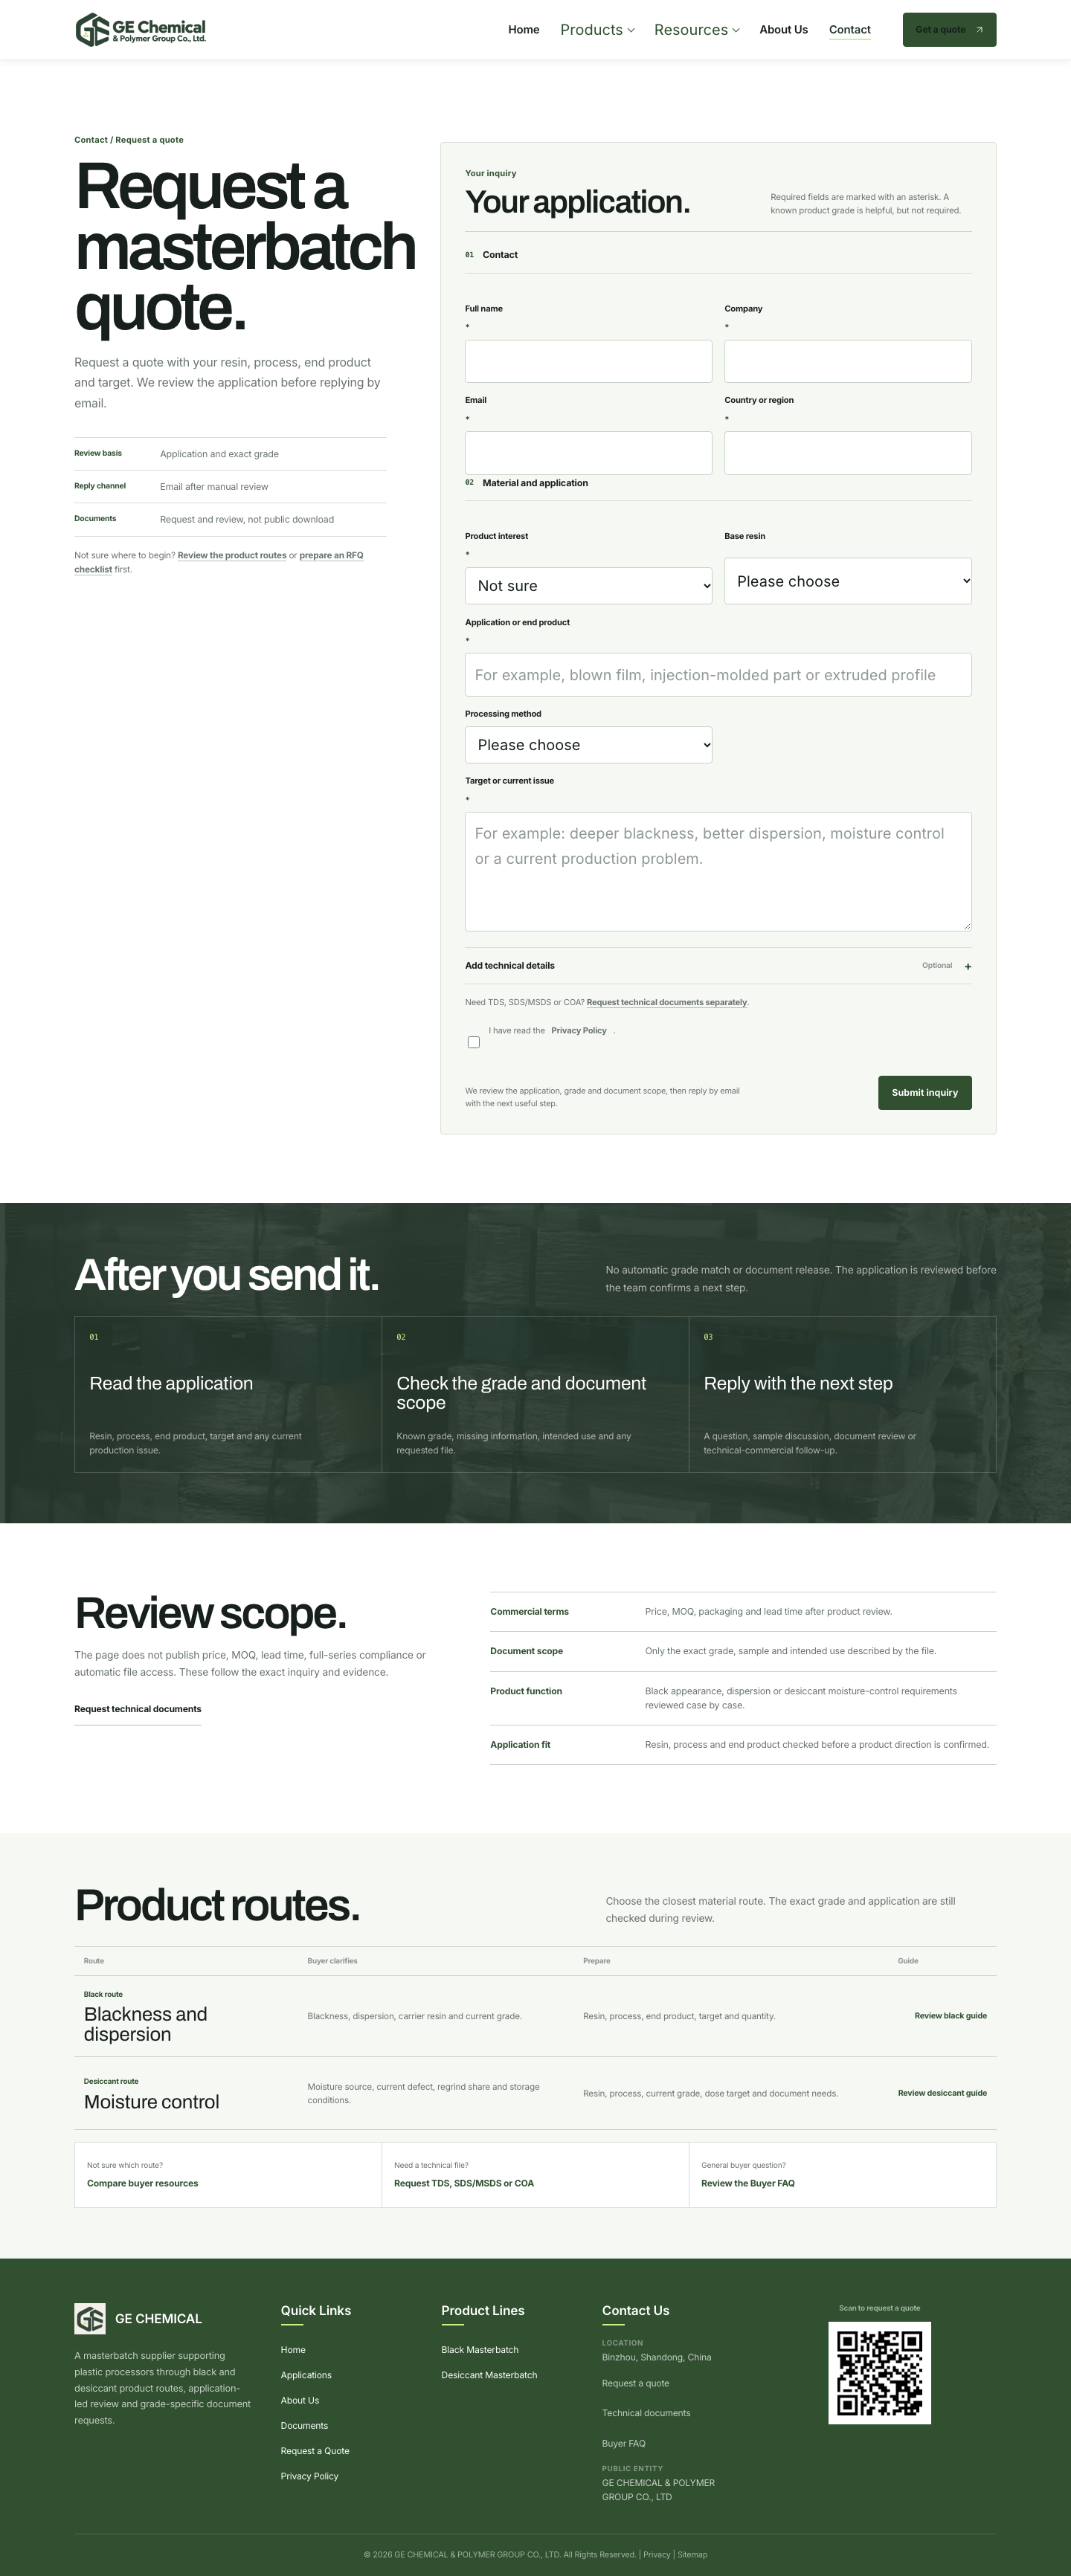 GE Chemical
& Polymer Group Co., Ltd.
Home
Products
Resources
About Us
Contact
Get a quote
Contact / Request a quote
Request a
masterbatch
quote.
Request a quote with your resin, process, end product
and target. We review the application before replying by
email.
Review basis
Application and exact grade
Reply channel
Email after manual review
Documents
Request and review, not public download
Not sure where to begin? Review the product routes or prepare an RFQ
checklist first.
Your inquiry
Your application.
Required fields are marked with an asterisk. A
known product grade is helpful, but not required.
01 Contact
Full name
*
Company
*
Email
*
Country or region
*
02 Material and application
Product interest
*
Not sure
Base resin
Please choose
Application or end product
*
For example, blown film, injection-molded part or extruded profile
Processing method
Please choose
Target or current issue
*
For example: deeper blackness, better dispersion, moisture control
or a current production problem.
Add technical details
Optional +
Need TDS, SDS/MSDS or COA? Request technical documents separately.
I have read the Privacy Policy .
We review the application, grade and document scope, then reply by email
with the next useful step.
Submit inquiry
After you send it.
No automatic grade match or document release. The application is reviewed before
the team confirms a next step.
01
Read the application
Resin, process, end product, target and any current
production issue.
02
Check the grade and document
scope
Known grade, missing information, intended use and any
requested file.
03
Reply with the next step
A question, sample discussion, document review or
technical-commercial follow-up.
Review scope.
The page does not publish price, MOQ, lead time, full-series compliance or
automatic file access. These follow the exact inquiry and evidence.
Request technical documents
Commercial terms
Price, MOQ, packaging and lead time after product review.
Document scope
Only the exact grade, sample and intended use described by the file.
Product function
Black appearance, dispersion or desiccant moisture-control requirements
reviewed case by case.
Application fit
Resin, process and end product checked before a product direction is confirmed.
Product routes.
Choose the closest material route. The exact grade and application are still
checked during review.
Route
Buyer clarifies
Prepare
Guide
Black route
Blackness and
dispersion
Blackness, dispersion, carrier resin and current grade.
Resin, process, end product, target and quantity.
Review black guide
Desiccant route
Moisture control
Moisture source, current defect, regrind share and storage
conditions.
Resin, process, current grade, dose target and document needs.
Review desiccant guide
Not sure which route?
Compare buyer resources
Need a technical file?
Request TDS, SDS/MSDS or COA
General buyer question?
Review the Buyer FAQ
GE CHEMICAL
A masterbatch supplier supporting
plastic processors through black and
desiccant product routes, application-
led review and grade-specific document
requests.
Quick Links
Home
Applications
About Us
Documents
Request a Quote
Privacy Policy
Product Lines
Black Masterbatch
Desiccant Masterbatch
Contact Us
LOCATION
Binzhou, Shandong, China
Request a quote
Technical documents
Buyer FAQ
PUBLIC ENTITY
GE CHEMICAL & POLYMER
GROUP CO., LTD
Scan to request a quote
© 2026 GE CHEMICAL & POLYMER GROUP CO., LTD. All Rights Reserved. | Privacy | Sitemap